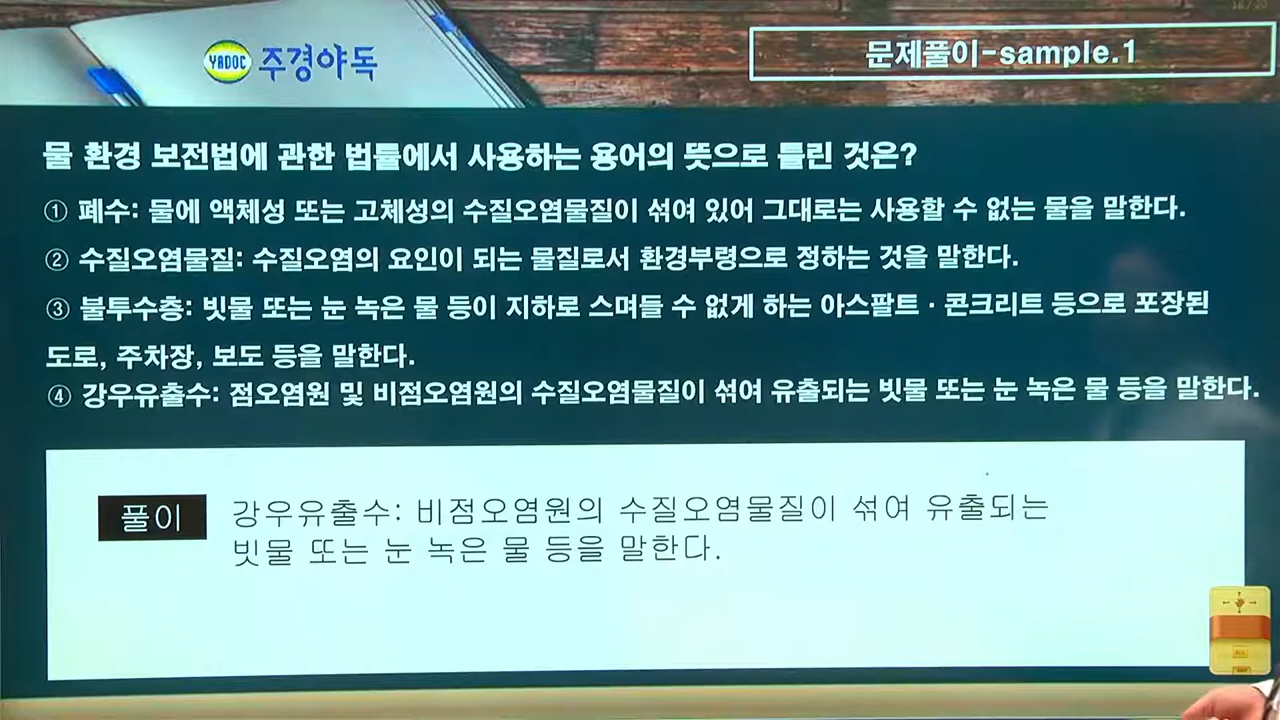 YADOC 주경야독
문제풀이-sample.1
물 환경 보전법에 관한 법률에서 사용하는 용어의 뜻으로 틀린 것은?
① 폐수: 물에 액체성 또는 고체성의 수질오염물질이 섞여 있어 그대로는 사용할 수 없는 물을 말한다.
② 수질오염물질: 수질오염의 요인이 되는 물질로서 환경부령으로 정하는 것을 말한다.
③ 불투수층: 빗물 또는 눈 녹은 물 등이 지하로 스며들 수 없게 하는 아스팔트 · 콘크리트 등으로 포장된
도로, 주차장, 보도 등을 말한다.
④ 강우유출수: 점오염원 및 비점오염원의 수질오염물질이 섞여 유출되는 빗물 또는 눈 녹은 물 등을 말한다.
풀이 강우유출수: 비점오염원의 수질오염물질이 섞여 유출되는
빗물 또는 눈 녹은 물 등을 말한다.